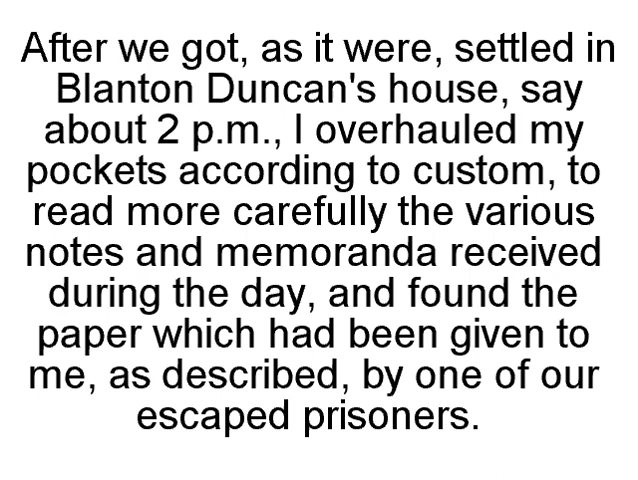 After we got, as it were, settled in
Blanton Duncan's house, say
about 2 p.m., I overhauled my
pockets according to custom, to
read more carefully the various
notes and memoranda received
during the day, and found the
paper which had been given to
me, as described, by one of our
escaped prisoners.